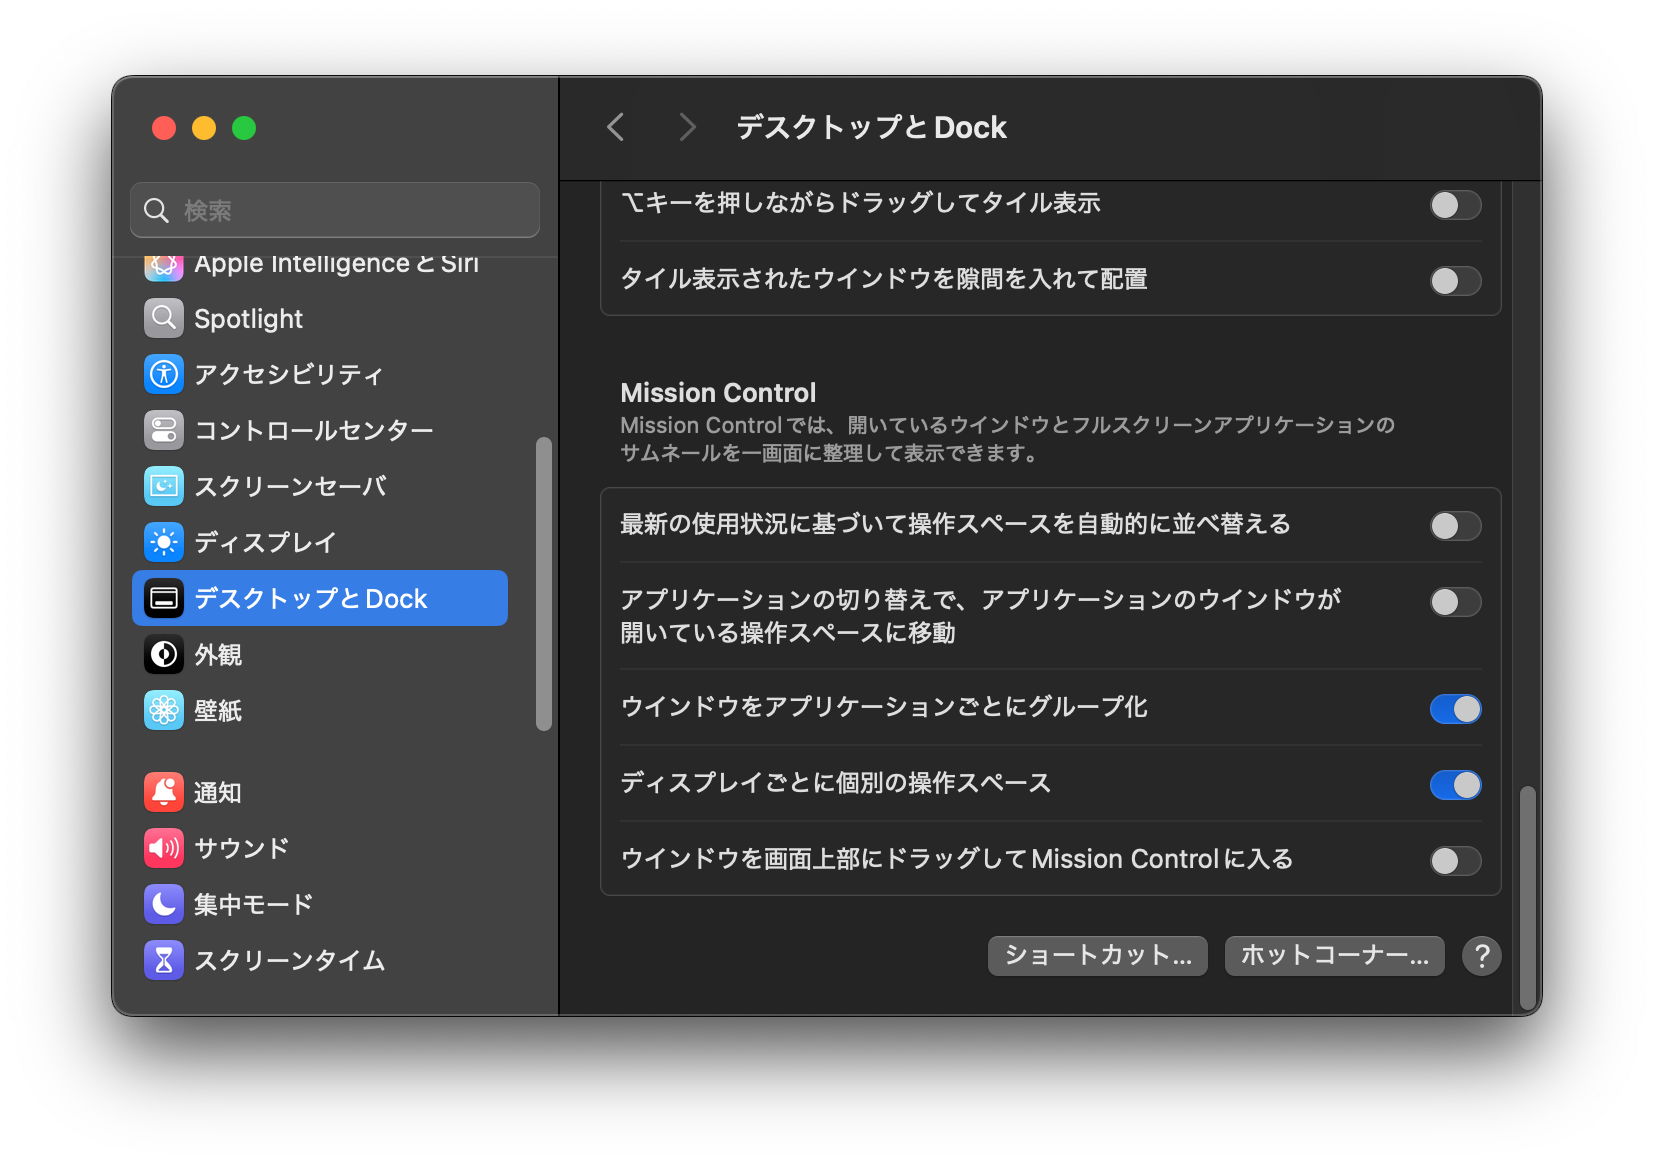 デスクトップとDock
検索
Apple IntelligenceとSiri
Spotlight
アクセシビリティ
コントロールセンター
スクリーンセーバ
ディスプレイ
デスクトップとDock
外観
壁紙
通知
サウンド
集中モード
スクリーンタイム
⌥キーを押しながらドラッグしてタイル表示
タイル表示されたウインドウを隙間を入れて配置
Mission Control
Mission Controlでは、開いているウインドウとフルスクリーンアプリケーションの
サムネールを一画面に整理して表示できます。
最新の使用状況に基づいて操作スペースを自動的に並べ替える
アプリケーションの切り替えで、アプリケーションのウインドウが
開いている操作スペースに移動
ウインドウをアプリケーションごとにグループ化
ディスプレイごとに個別の操作スペース
ウインドウを画面上部にドラッグしてMission Controlに入る
ショートカット...
ホットコーナー...
?